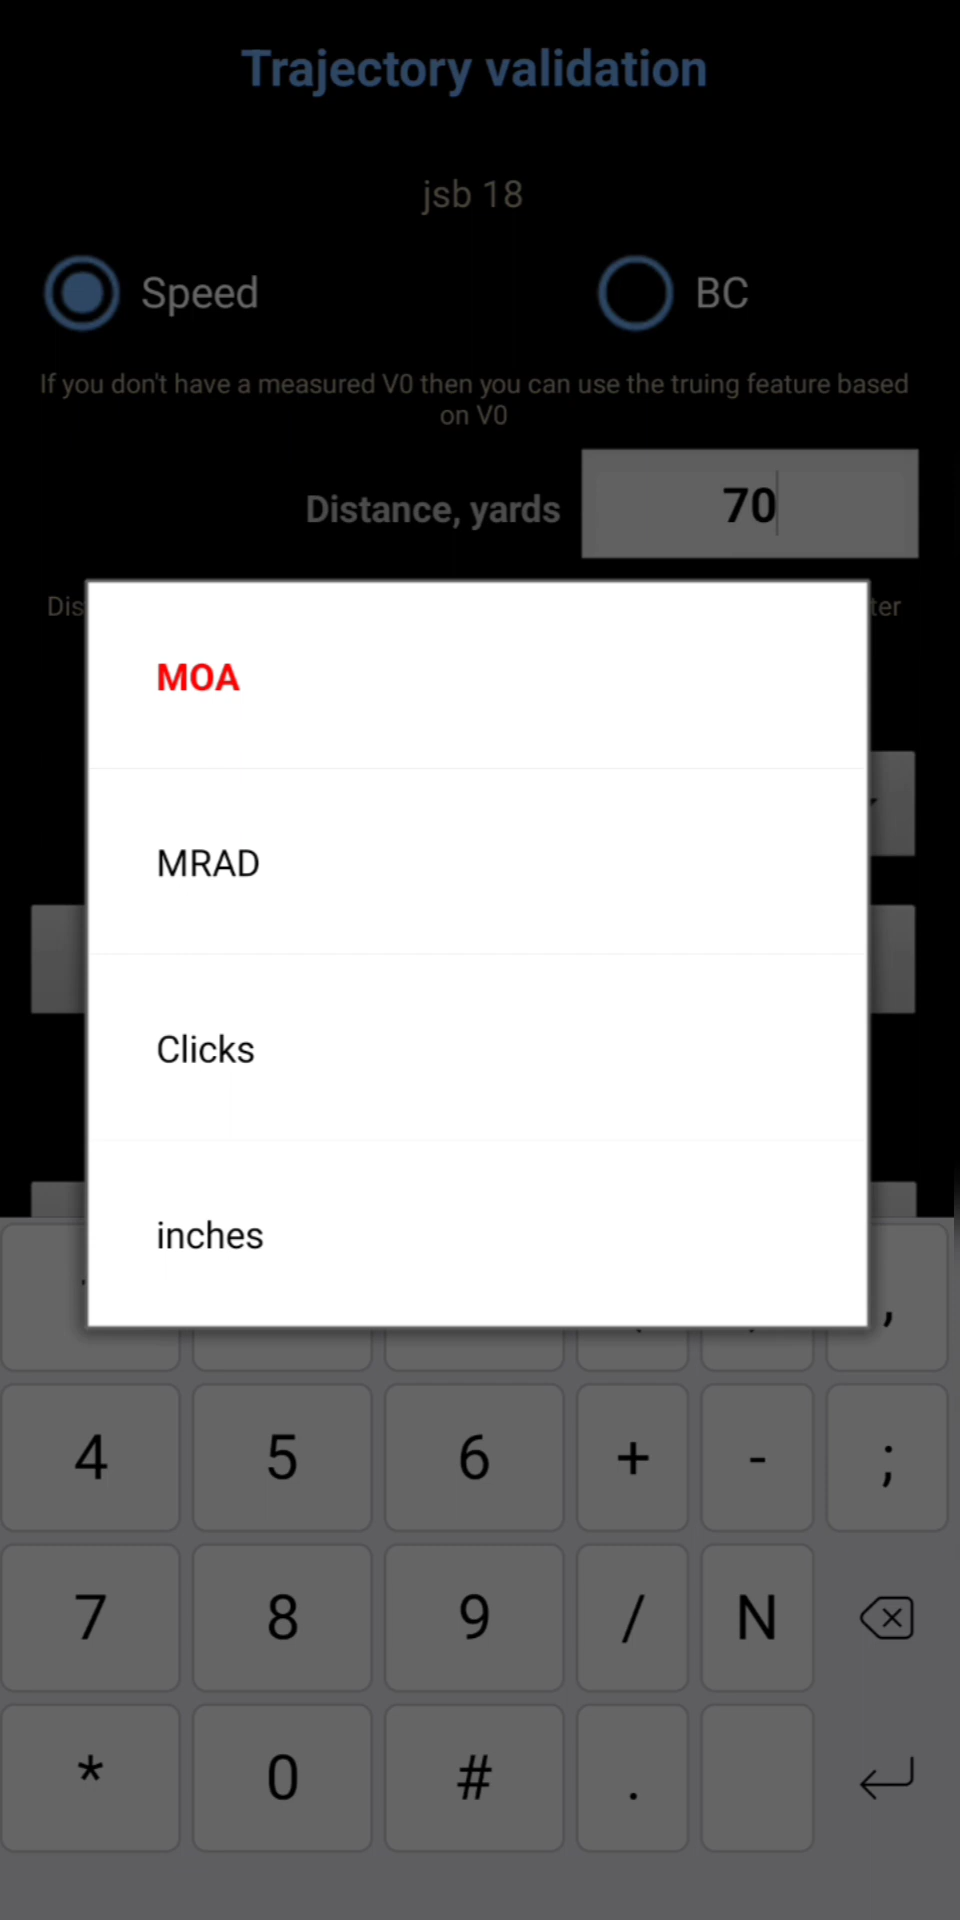 Trajectory validation
jsb 18
Speed
BC
If you don't have a measured V0 then you can use the truing feature based
on V0
Distance, yards
70
MOA
MRAD
Clicks
inches
,
4 5 6 + - ;
7 8 9 / N
* 0 # .